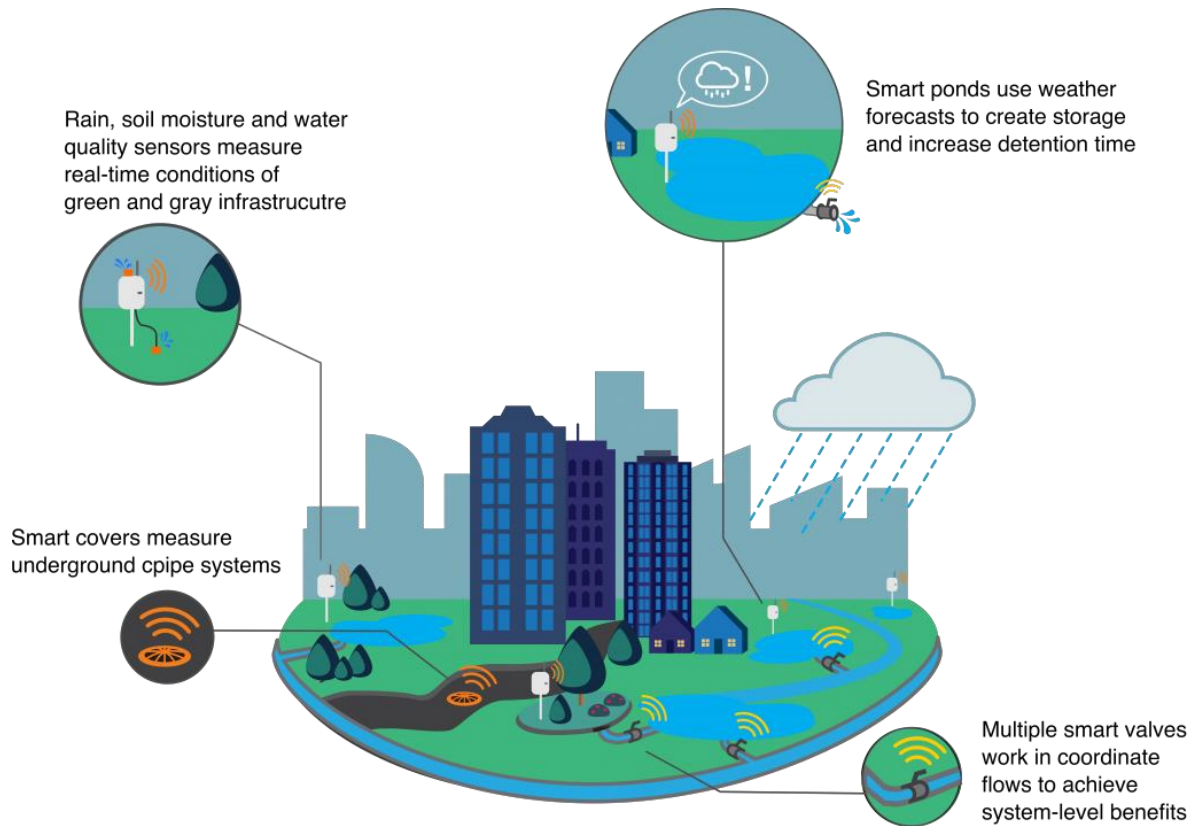 Rain, soil moisture and water
quality sensors measure
real-time conditions of
green and gray infrastrucutre
Smart ponds use weather
forecasts to create storage
and increase detention time
!
Smart covers measure
underground cpipe systems
Multiple smart valves
work in coordinate
flows to achieve
system-level benefits